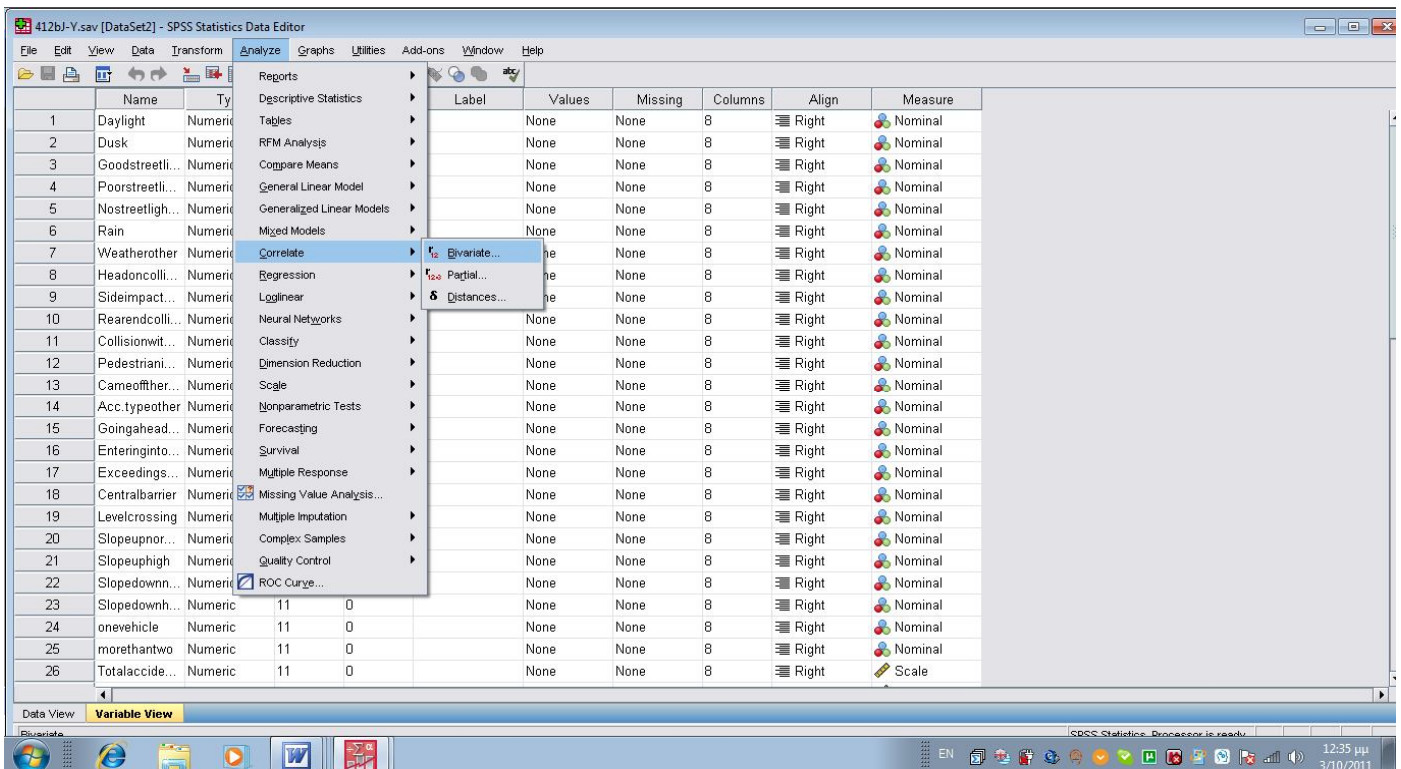 412bJ-Y.sav [DataSet2] - SPSS Statistics Data Editor
File Edit View Data Transform Analyze Graphs Utilities Add-ons Window Help
Name Ty Label Values Missing Columns Align Measure
Reports
Descriptive Statistics
Tables
RFM Analysis
Compare Means
General Linear Model
Generalized Linear Models
Mixed Models
Correlate
Regression
Loglinear
Neural Networks
Classify
Dimension Reduction
Scale
Nonparametric Tests
Forecasting
Survival
Multiple Response
Missing Value Analysis...
Multiple Imputation
Complex Samples
Quality Control
ROC Curve...
Bivariate...
Partial...
Distances...
1 Daylight Numeric None None 8 Right Nominal
2 Dusk Numeric None None 8 Right Nominal
3 Goodstreetli... Numeric None None 8 Right Nominal
4 Poorstreetli... Numeric None None 8 Right Nominal
5 Nostreetligh... Numeric None None 8 Right Nominal
6 Rain Numeric None None 8 Right Nominal
7 Weatherother Numeric None 8 Right Nominal
8 Headoncolli... Numeric None 8 Right Nominal
9 Sideimpact... Numeric None 8 Right Nominal
10 Rearendcolli... Numeric None None 8 Right Nominal
11 Collisionwit... Numeric None None 8 Right Nominal
12 Pedestriani... Numeric None None 8 Right Nominal
13 Cameoffther... Numeric None None 8 Right Nominal
14 Acc.typeother Numeric None None 8 Right Nominal
15 Goingahead... Numeric None None 8 Right Nominal
16 Enteringinto... Numeric None None 8 Right Nominal
17 Exceedings... Numeric None None 8 Right Nominal
18 Centralbarrier Numeric None None 8 Right Nominal
19 Levelcrossing Numeric None None 8 Right Nominal
20 Slopeupnor... Numeric None None 8 Right Nominal
21 Slopeuphigh Numeric None None 8 Right Nominal
22 Slopedownn... Numeric None None 8 Right Nominal
23 Slopedownh... Numeric 11 0 None None 8 Right Nominal
24 onevehicle Numeric 11 0 None None 8 Right Nominal
25 morethantwo Numeric 11 0 None None 8 Right Nominal
26 Totalaccide... Numeric 11 0 None None 8 Right Scale
Data View Variable View
Bivariate SPSS Statistics Processor is ready
EN 12:35 μμ
3/10/2011